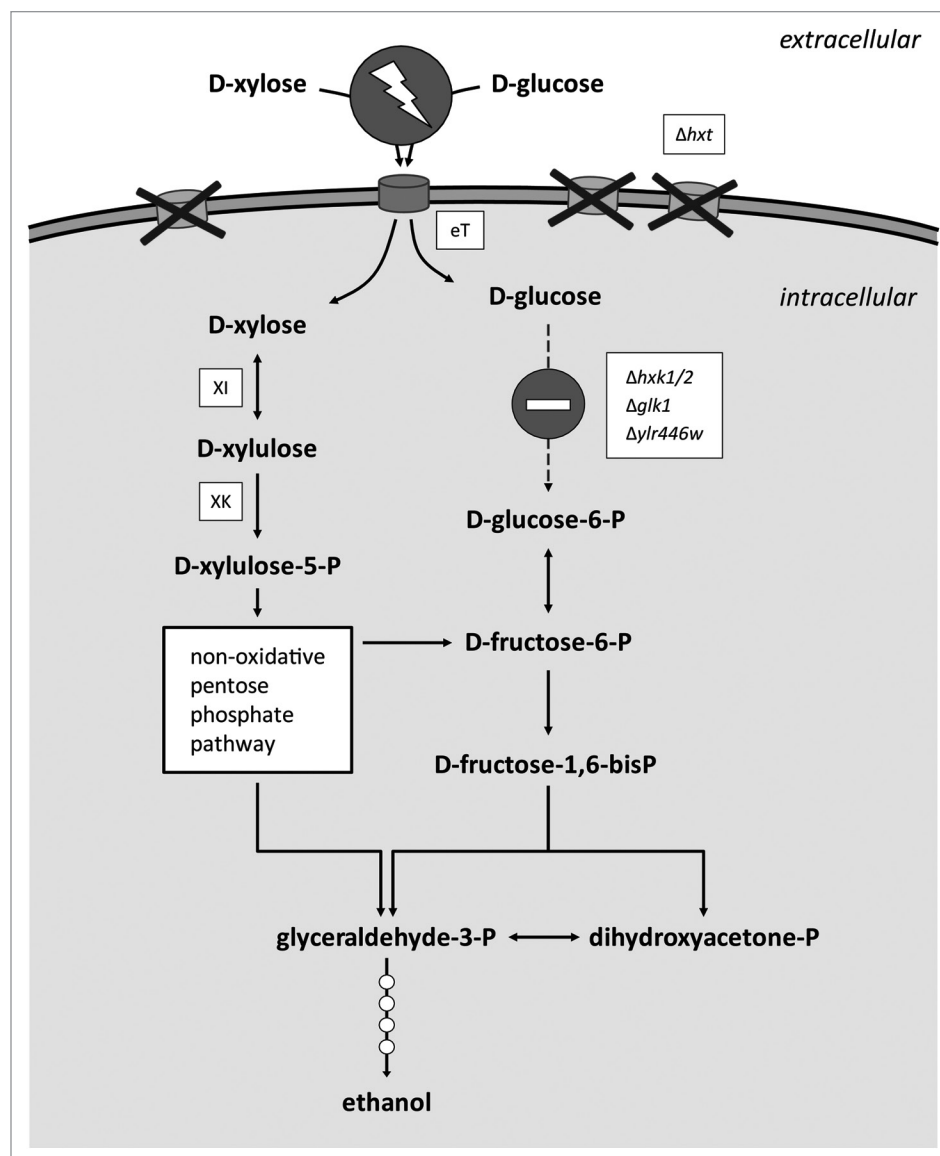 extracellular
D-xylose
D-glucose
Δhxt
eT
D-glucose
intracellular
D-xylose
Δhxk1/2
Δglk1
Δylr446w
XI
D-xylulose
XK
D-glucose-6-P
D-xylulose-5-P
non-oxidative
pentose
phosphate
pathway
D-fructose-6-P
D-fructose-1,6-bisP
glyceraldehyde-3-P
dihydroxyacetone-P
ethanol